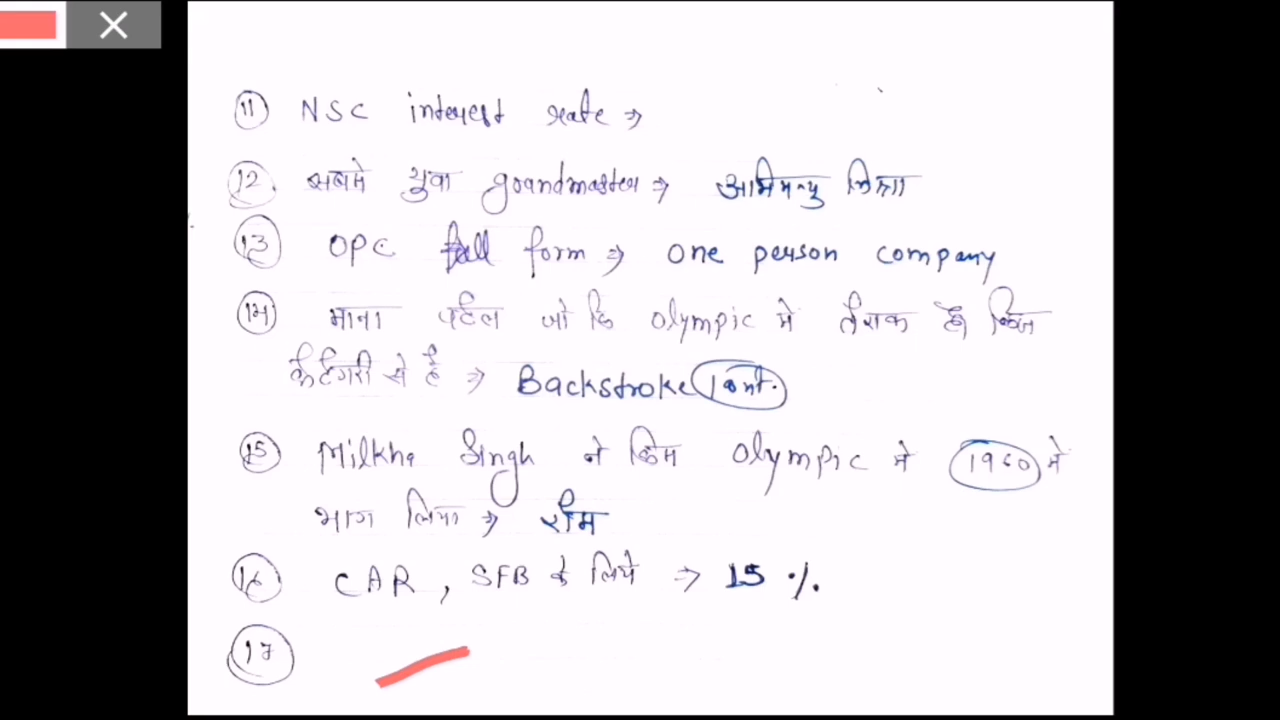 11 NSC interest rate ⇒
12 सबसे युवा grandmaster ⇒ अभिमन्यु मिश्रा
13 OPC full form ⇒ one person company
14 माना पटेल जो कि olympic मे तैराक है। किस
कैटेगरी से है ⇒ Backstroke
15 Milkha Singh ने किस olympic मे 1960 मे
भाग लिया ⇒ रोम
16 CAR, SFB के लिये ⇒ 15 %
17